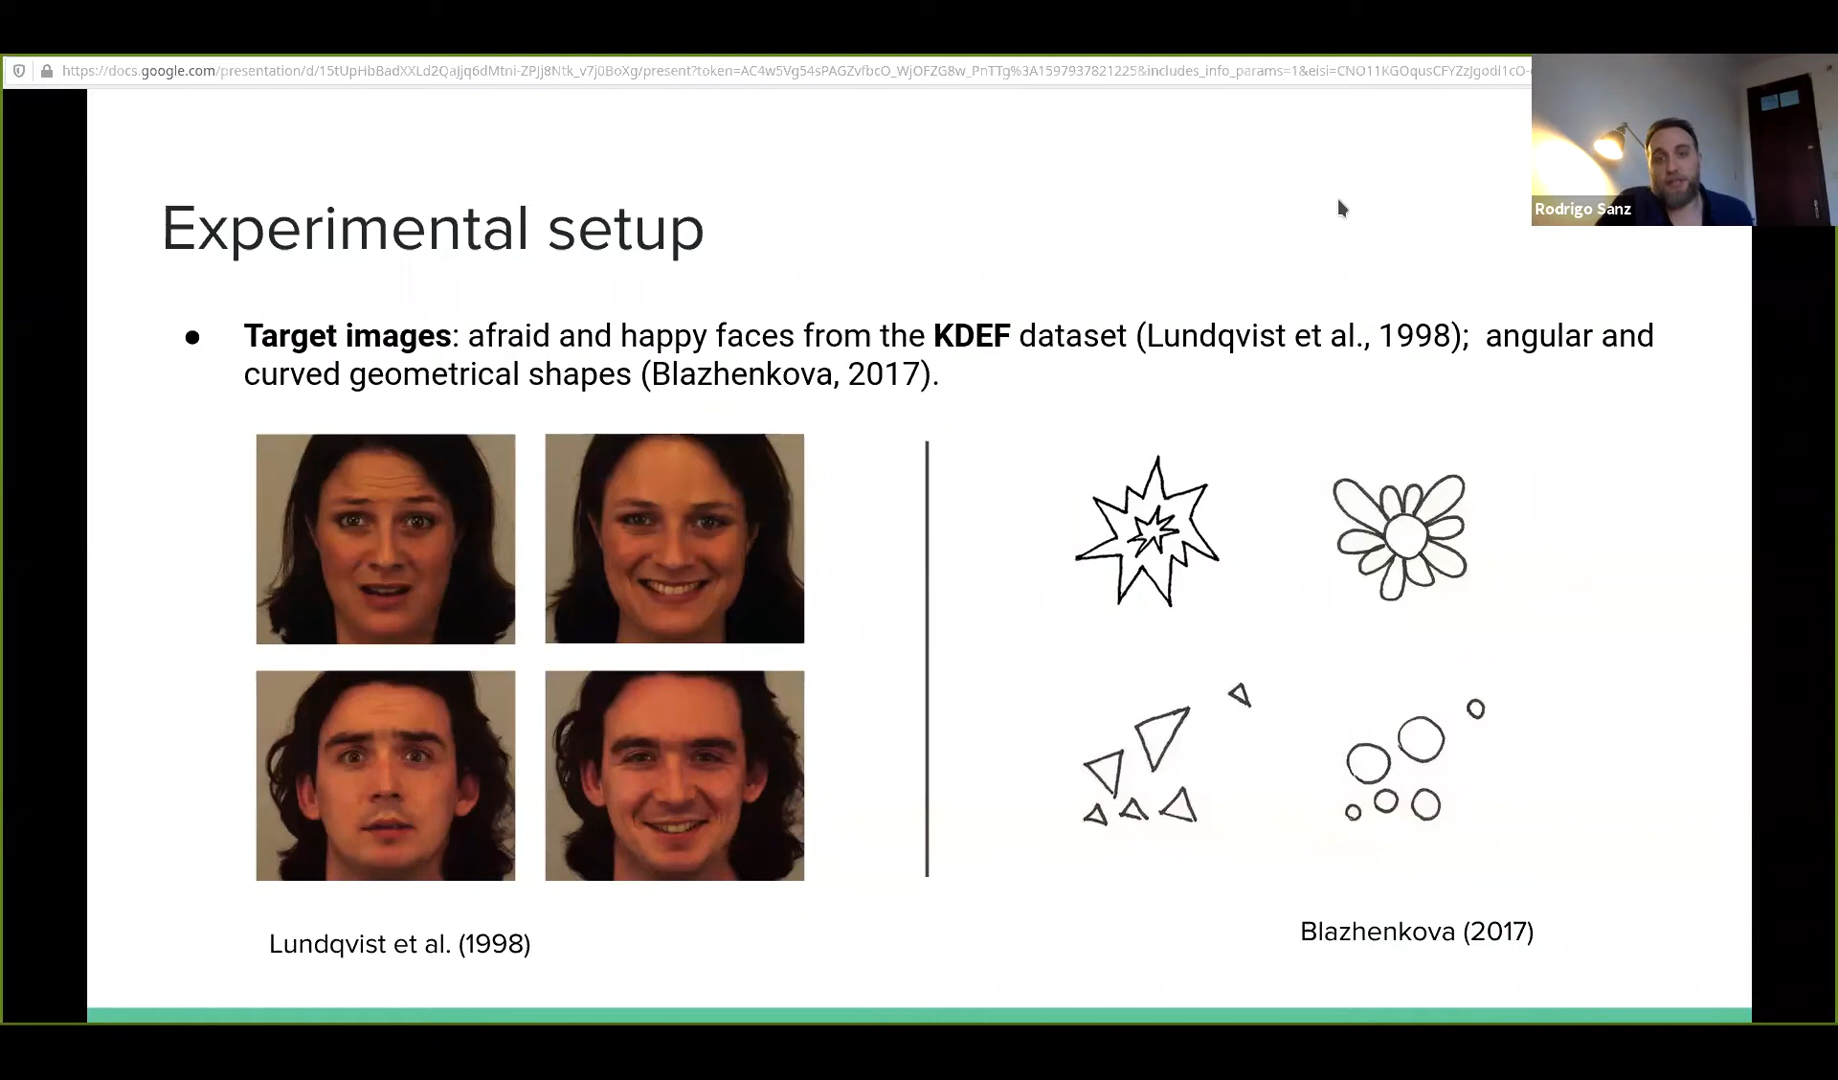 https://docs.google.com/presentation/d/15tUpHbBadXXLd2QaJjq6dMtni-ZPJj8Ntk_v7j0BoXg/present?token=AC4w5Vg54sPAGZvfbcO_WjOFZG8w_PnTTg%3A1597937821225&includes_info_params=1&eisi=CNO11KGOqusCFYZzJgodl1cO-
Rodrigo Sanz
Experimental setup
● Target images: afraid and happy faces from the KDEF dataset (Lundqvist et al., 1998); angular and
curved geometrical shapes (Blazhenkova, 2017).
Lundqvist et al. (1998)
Blazhenkova (2017)